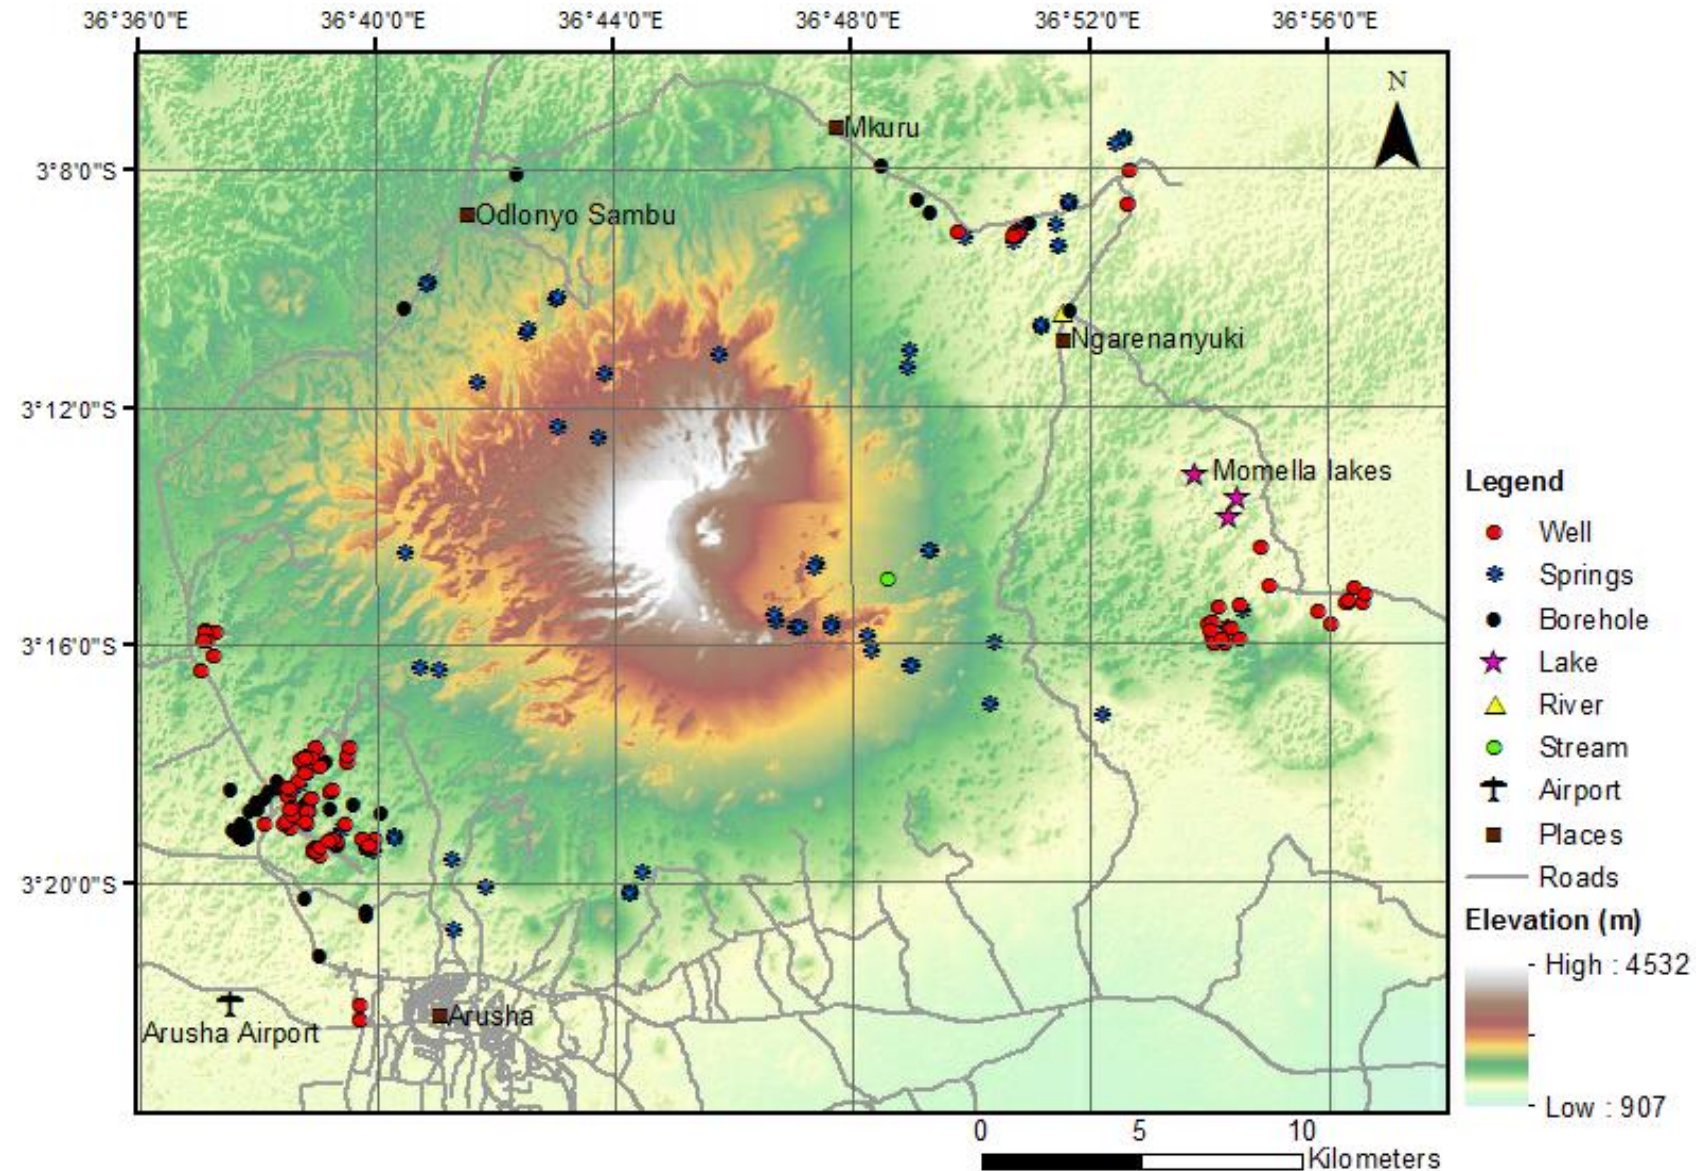 36°36'0"E 36°40'0"E 36°44'0"E 36°48'0"E 36°52'0"E 36°56'0"E
N
Mkuru
3°8'0"S
Odlonyo Sambu
Ngarenanyuki
3°12'0"S
Momella lakes
Legend
Well
Springs
Borehole
3°16'0"S
Lake
River
Stream
Airport
Places
3°20'0"S
Roads
Elevation (m)
High : 4532
Arusha
Arusha Airport
Low : 907
0 5 10
Kilometers